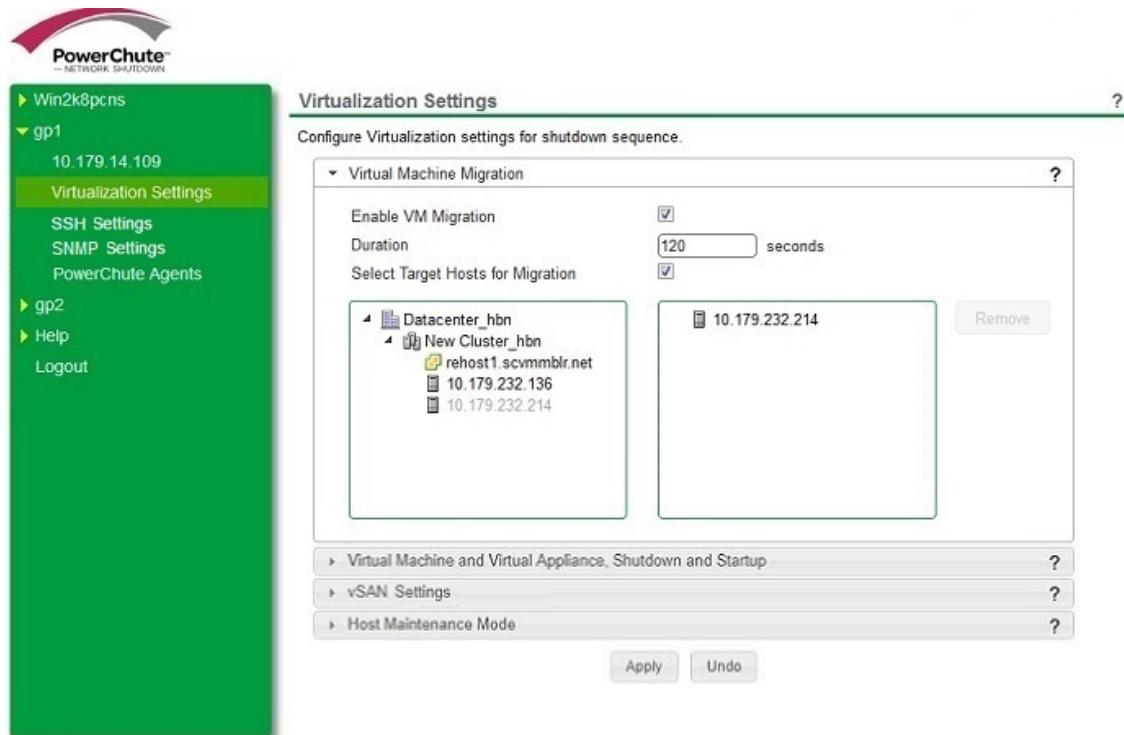 PowerChute™
— NETWORK SHUTDOWN
Win2k8pcns
gp1
10.179.14.109
Virtualization Settings
SSH Settings
SNMP Settings
PowerChute Agents
gp2
Help
Logout
Virtualization Settings ?
Configure Virtualization settings for shutdown sequence.
Virtual Machine Migration ?
Enable VM Migration
Duration 120 seconds
Select Target Hosts for Migration
Datacenter_hbn
New Cluster_hbn
rehost1.scvmmblr.net
10.179.232.136
10.179.232.214
10.179.232.214
Remove
Virtual Machine and Virtual Appliance, Shutdown and Startup ?
vSAN Settings ?
Host Maintenance Mode ?
Apply Undo